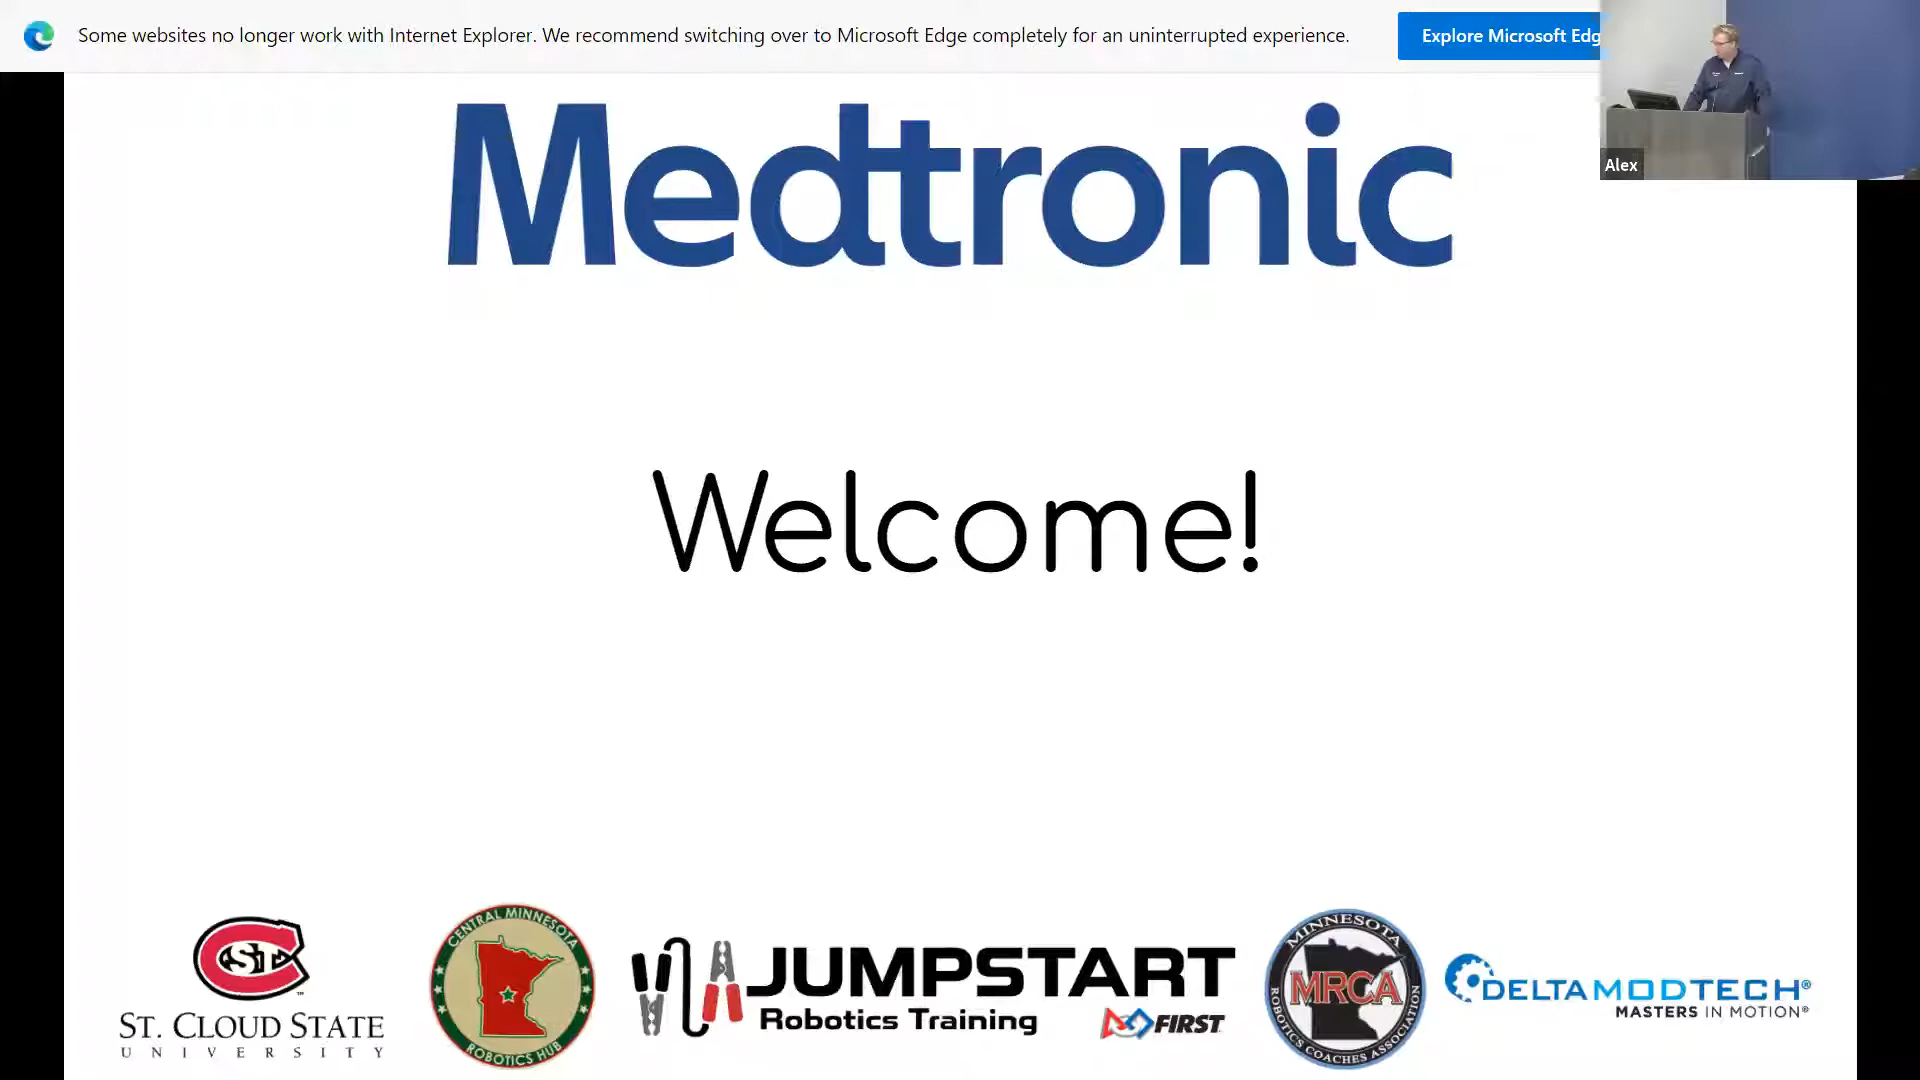 Some websites no longer work with Internet Explorer. We recommend switching over to Microsoft Edge completely for an uninterrupted experience.
Explore Microsoft Edg
Alex
Medtronic
Welcome!
ST. CLOUD STATE
UNIVERSITY
CENTRAL MINNESOTA
ROBOTICS HUB
JUMPSTART
Robotics Training
FIRST
MINNESOTA
MRCA
ROBOTICS COACHES ASSOCIATION
DELTAMODTECH®
MASTERS IN MOTION®